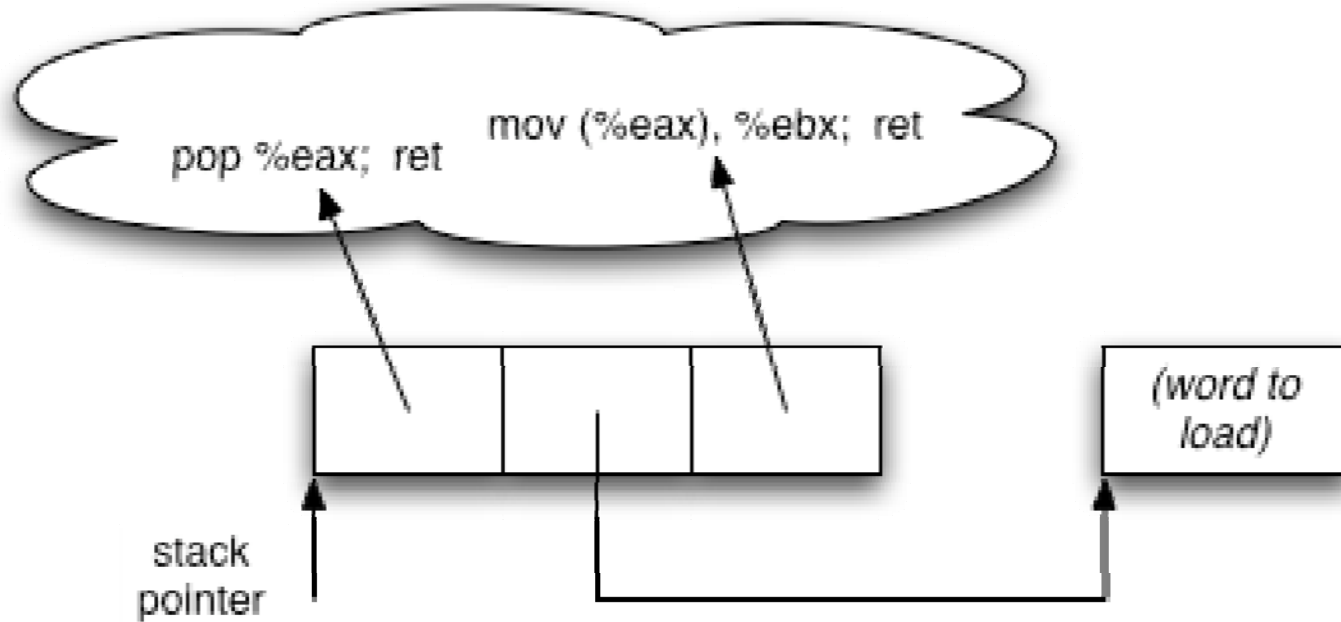 mov (%eax), %ebx; ret
pop %eax; ret
(word to
load)
stack
pointer